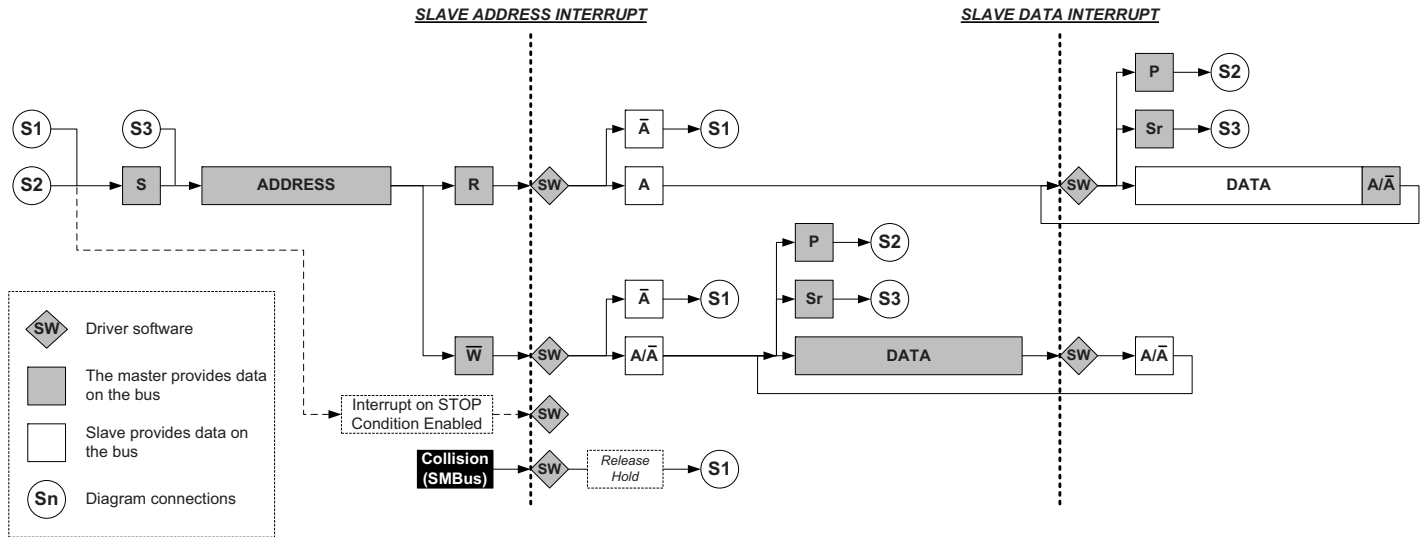 SLAVE ADDRESS INTERRUPT
SLAVE DATA INTERRUPT
P
S2
S1
S3
A̅
S1
Sr
S3
S2
S
ADDRESS
R
SW
A
SW
DATA
A/A̅
P
S2
A̅
S1
Sr
S3
W̅
SW
A/A̅
DATA
SW
A/A̅
Interrupt on STOP
Condition Enabled
SW
Collision
(SMBus)
SW
Release
Hold
S1
SW
Driver software
The master provides data
on the bus
Slave provides data on
the bus
Sn
Diagram connections